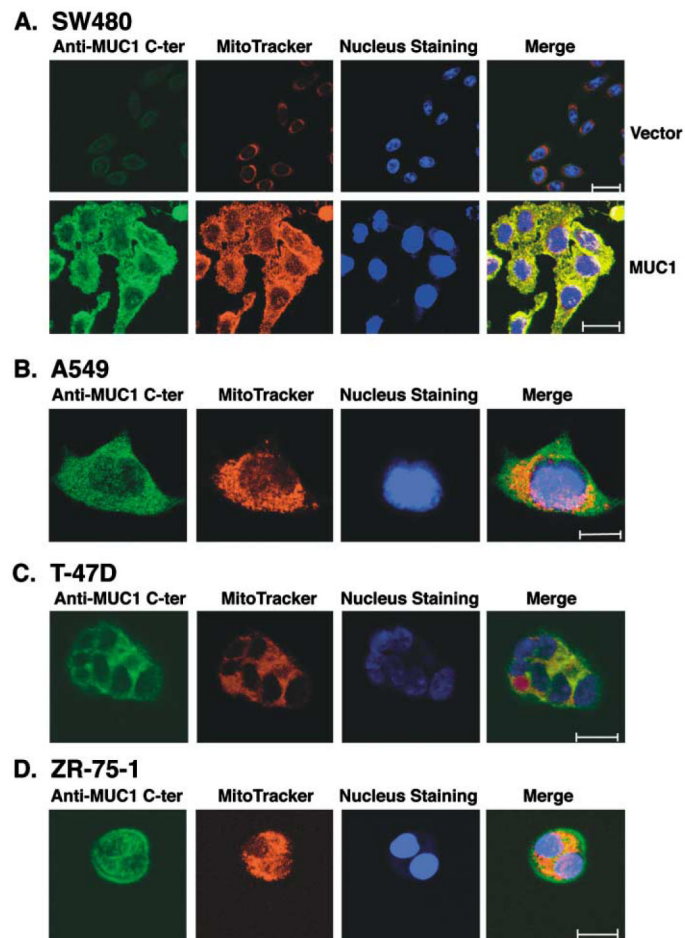 A. SW480
Anti-MUC1 C-ter MitoTracker Nucleus Staining Merge
Vector
MUC1
B. A549
Anti-MUC1 C-ter MitoTracker Nucleus Staining Merge
C. T-47D
Anti-MUC1 C-ter MitoTracker Nucleus Staining Merge
D. ZR-75-1
Anti-MUC1 C-ter MitoTracker Nucleus Staining Merge